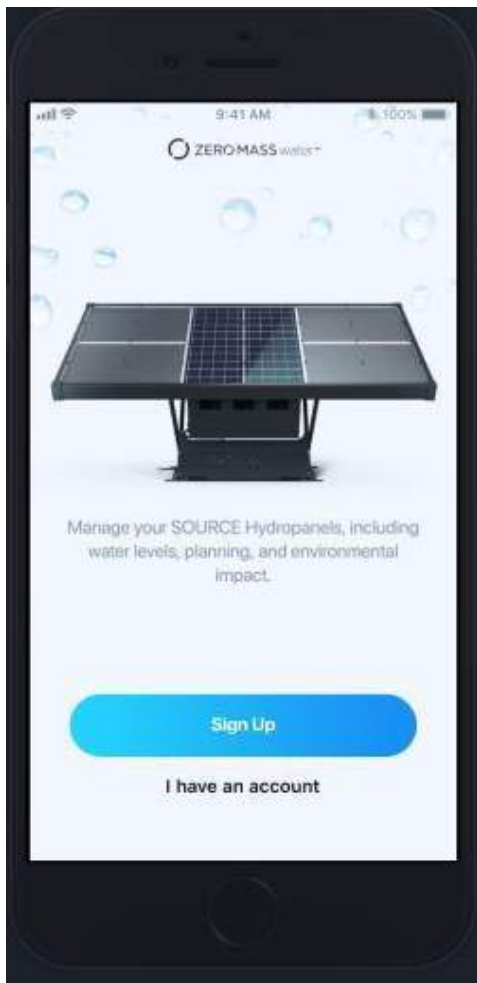 9:41 AM
100%
ZERO MASS water™
Manage your SOURCE Hydropanels, including
water levels, planning, and environmental
impact.
Sign Up
I have an account